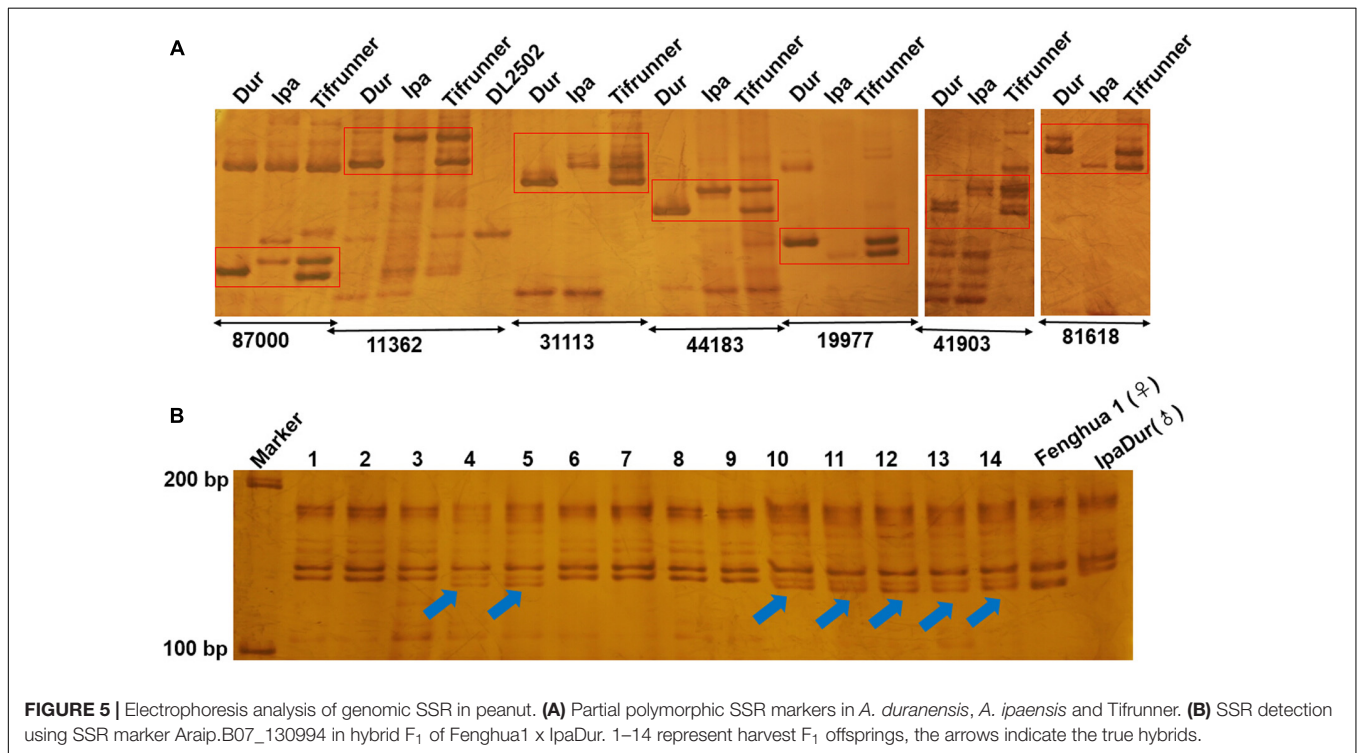 A
Dur Ipa Tifrunner Dur Ipa Tifrunner DL2502 Dur Ipa Tifrunner Dur Ipa Tifrunner Dur Ipa Tifrunner Dur Ipa Tifrunner Dur Ipa Tifrunner
87000 11362 31113 44183 19977 41903 81618
B
Marker 1 2 3 4 5 6 7 8 9 10 11 12 13 14 Fenghua 1 (♀) IpaDur(♂)
200 bp
100 bp
FIGURE 5 | Electrophoresis analysis of genomic SSR in peanut. (A) Partial polymorphic SSR markers in A. duranensis, A. ipaensis and Tifrunner. (B) SSR detection
using SSR marker Araip.B07_130994 in hybrid F1 of Fenghua1 x IpaDur. 1–14 represent harvest F1 offsprings, the arrows indicate the true hybrids.